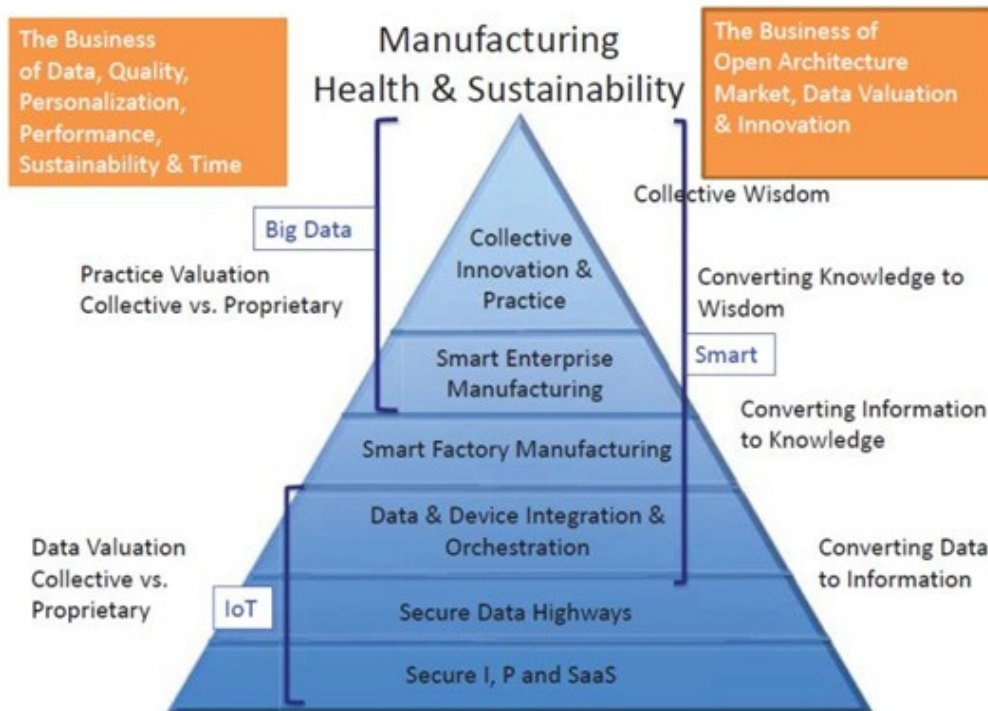 The Business
of Data, Quality,
Personalization,
Performance,
Sustainability & Time
Manufacturing
Health & Sustainability
The Business of
Open Architecture
Market, Data Valuation
& Innovation
Collective Wisdom
Big Data
Collective
Innovation &
Practice
Practice Valuation
Collective vs. Proprietary
Converting Knowledge to
Wisdom
Smart
Smart Enterprise
Manufacturing
Converting Information
to Knowledge
Smart Factory Manufacturing
Data & Device Integration &
Orchestration
Data Valuation
Collective vs.
Proprietary
Converting Data
to Information
IoT
Secure Data Highways
Secure I, P and SaaS